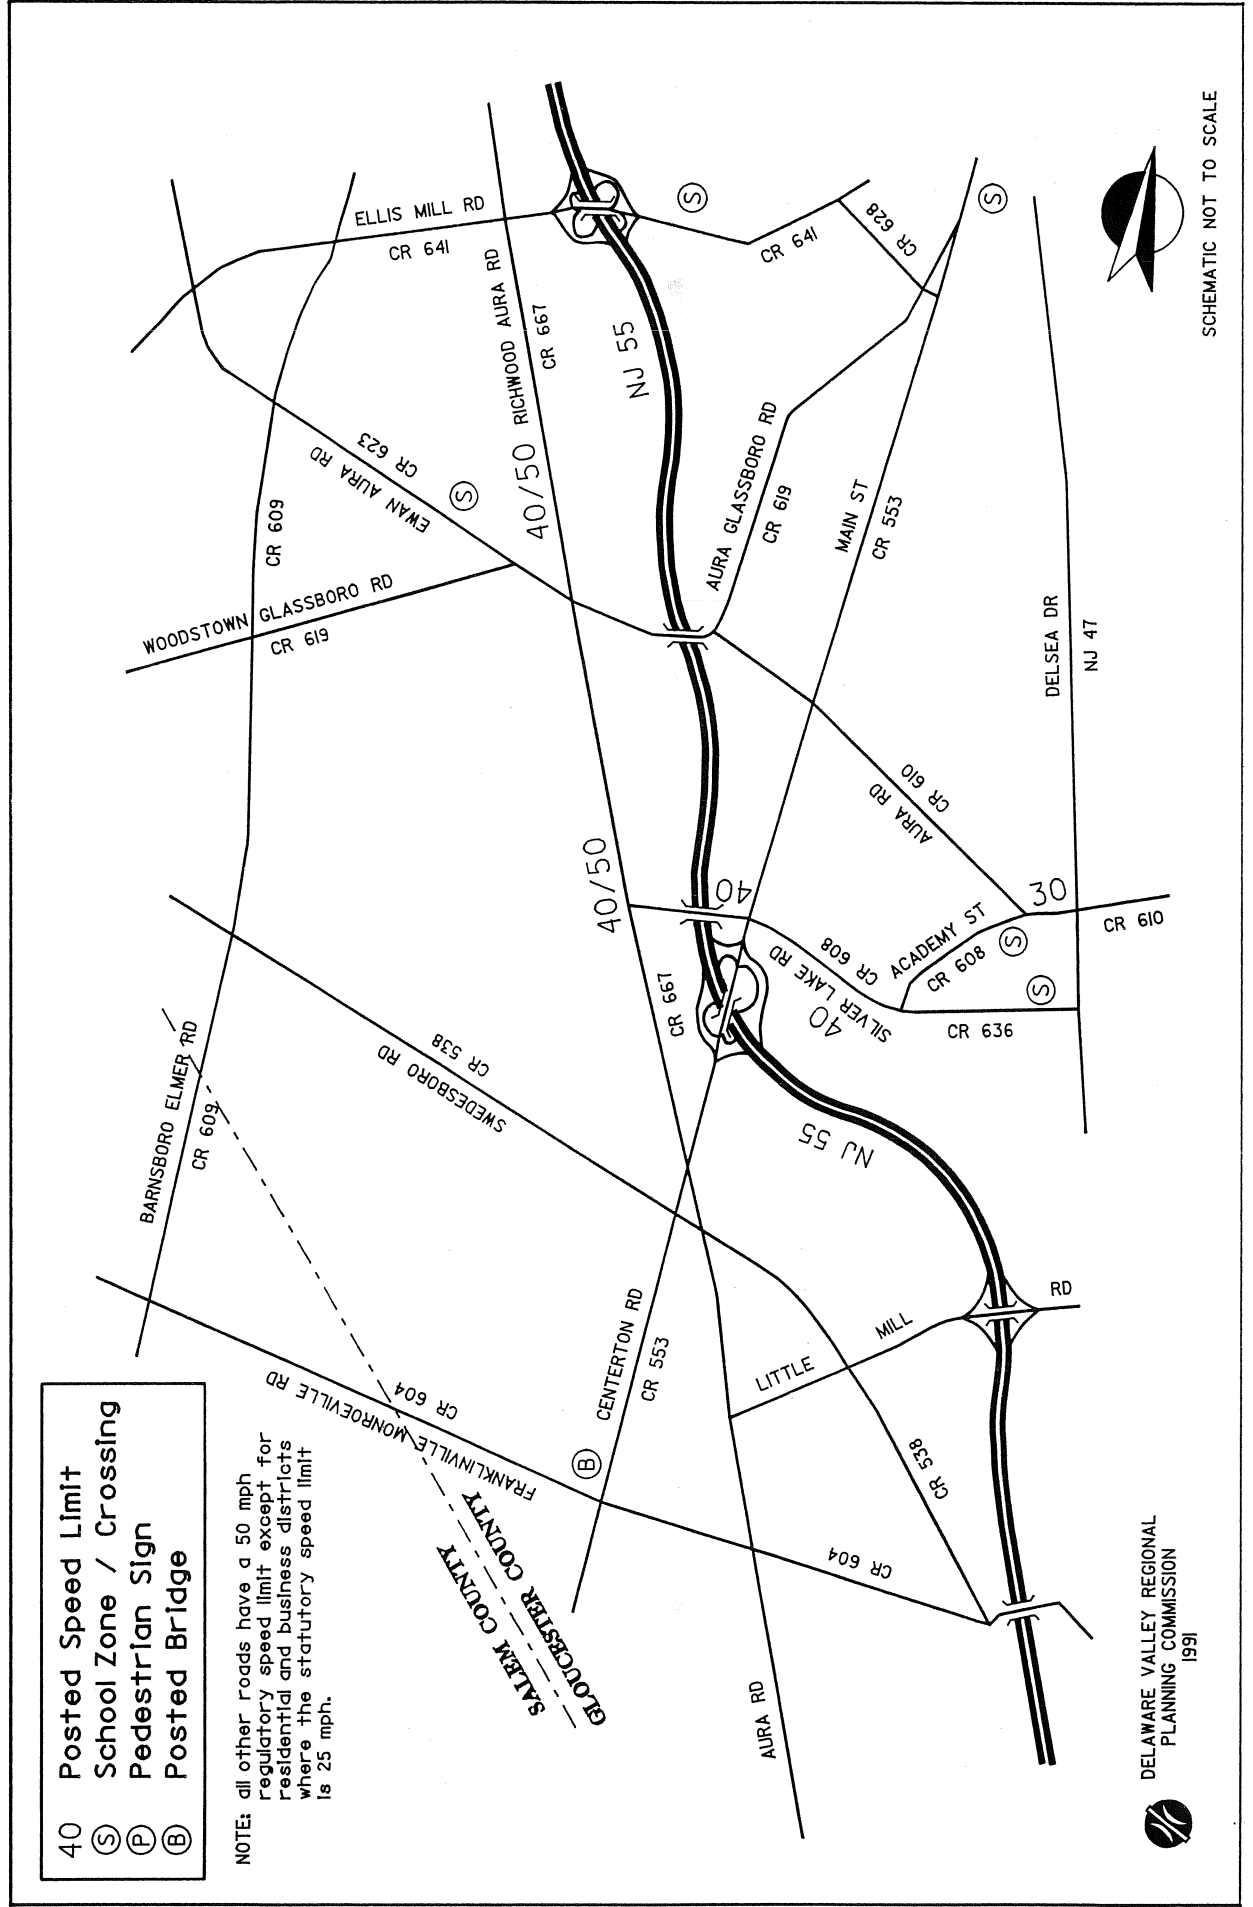 40 Posted Speed Limit
Ⓢ School Zone / Crossing
Ⓟ Pedestrian Sign
Ⓑ Posted Bridge
NOTE: all other roads have a 50 mph
regulatory speed limit except for
residential and business districts
where the statutory speed limit
is 25 mph.
BARNSBORO ELMER RD
CR 609
WOODSTOWN GLASSBORO RD
CR 619
CR 609
ELLIS MILL RD
CR 641
FRANKLINVILLE MONROEVILLE RD
CR 604
SWEDESBORO RD
CR 538
EWAN AURA RD
CR 623
S
SALEM COUNTY
GLOUCESTER COUNTY
B
CENTERTON RD
CR 553
40/50
CR 667
40/50
RICHWOOD AURA RD
CR 667
NJ 55
S
40
AURA GLASSBORO RD
CR 619
CR 641
AURA RD
LITTLE
MILL
RD
CR 604
CR 538
NJ 55
40
SILVER LAKE RD
CR 608
MAIN ST
CR 553
CR 628
S
AURA RD
CR 610
ACADEMY ST
CR 608
S
CR 636
S
30
DELSEA DR
NJ 47
CR 610
DELAWARE VALLEY REGIONAL
PLANNING COMMISSION
1991
SCHEMATIC NOT TO SCALE